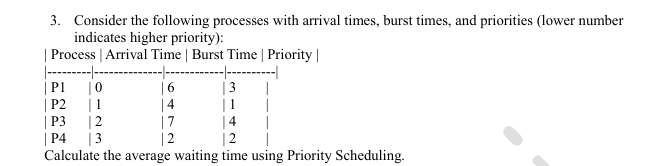 3. Consider the following processes with arrival times, burst times, and priorities (lower number
indicates higher priority):
| Process | Arrival Time | Burst Time | Priority |
|---------|--------------|------------|----------|
| P1 | 0 | 6 | 3 |
| P2 | 1 | 4 | 1 |
| P3 | 2 | 7 | 4 |
| P4 | 3 | 2 | 2 |
Calculate the average waiting time using Priority Scheduling.